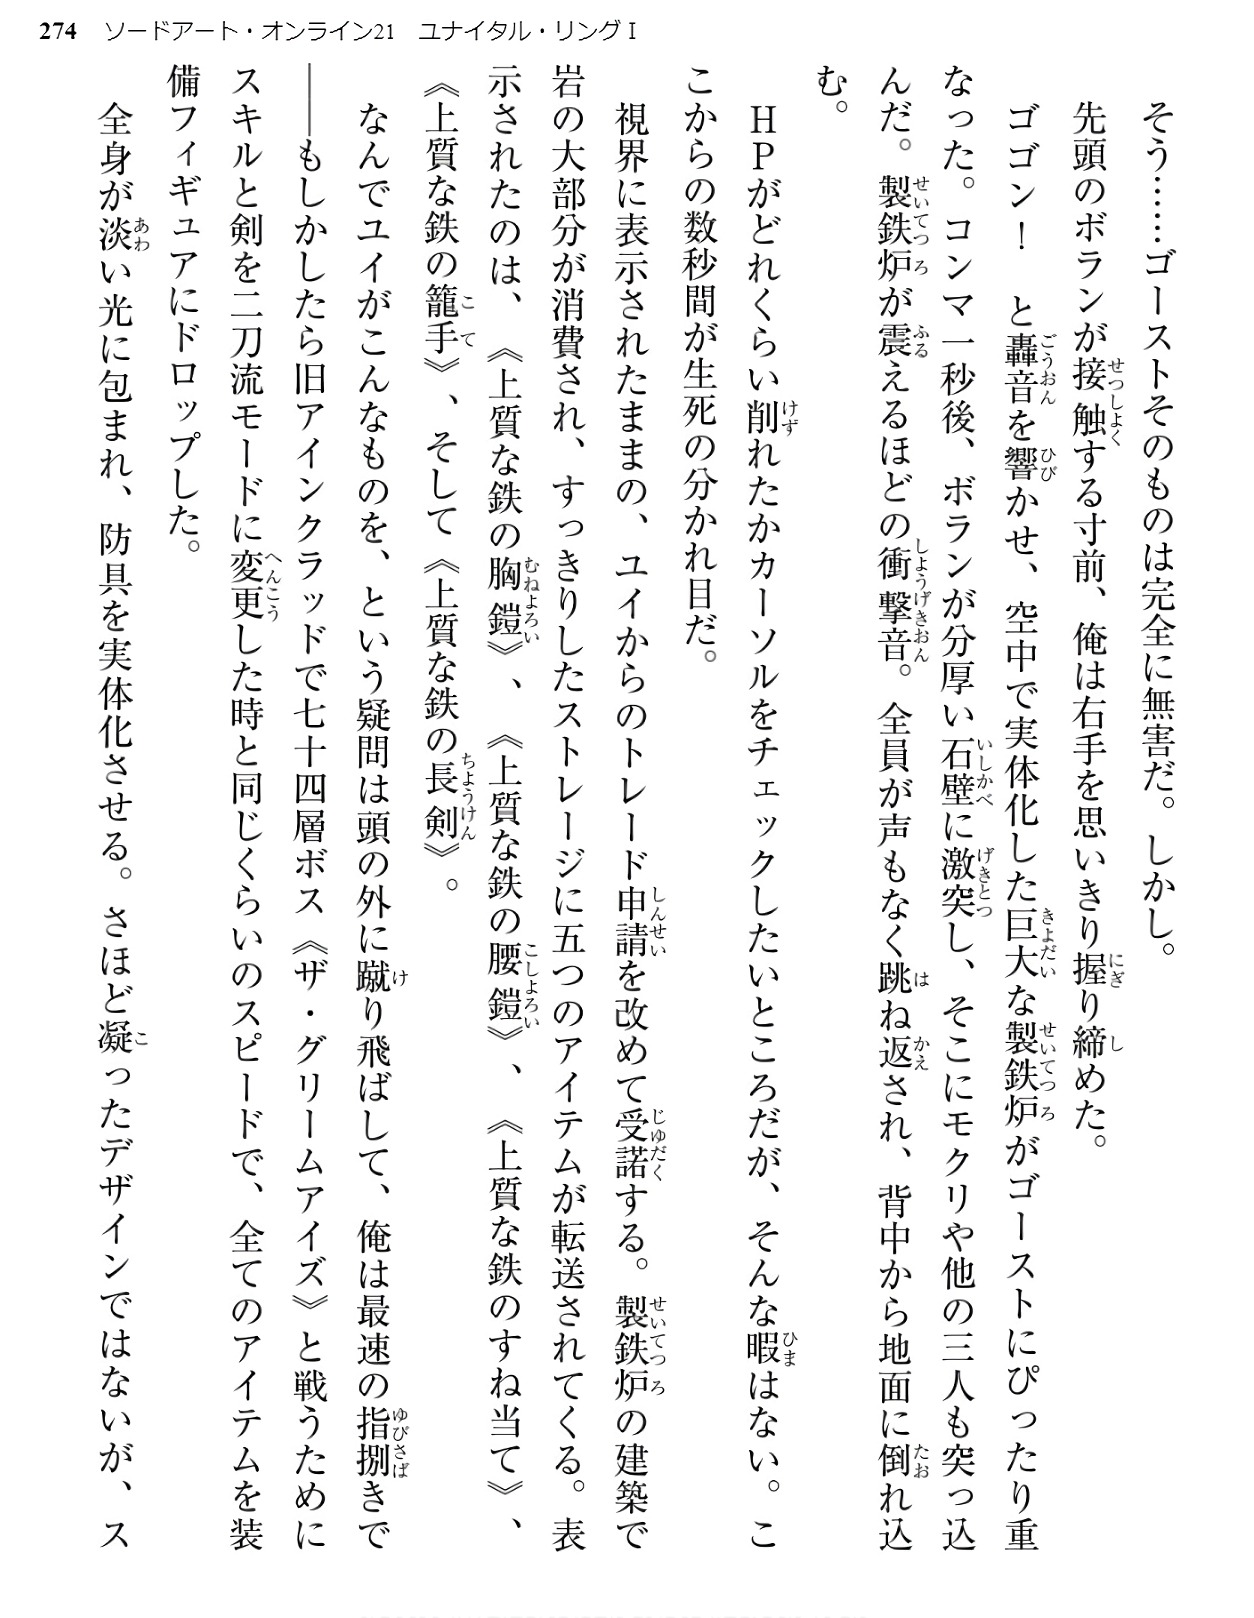 274 ソードアート・オンライン21 ユナイタル・リングⅠ
そう……ゴーストそのものは完全に無害だ。しかし。
先頭のボランが接触する寸前、俺は右手を思いきり握り締めた。
ゴゴン！ と轟音を響かせ、空中で実体化した巨大な製鉄炉がゴーストにぴったり重
なった。コンマ一秒後、ボランが分厚い石壁に激突し、そこにモクリや他の三人も突っ込
んだ。製鉄炉が震えるほどの衝撃音。全員が声もなく跳ね返され、背中から地面に倒れ込
む。
HPがどれくらい削れたかカーソルをチェックしたいところだが、そんな暇はない。こ
こからの数秒間が生死の分かれ目だ。
視界に表示されたままの、ユイからのトレード申請を改めて受諾する。製鉄炉の建築で
岩の大部分が消費され、すっきりしたストレージに五つのアイテムが転送されてくる。表
示されたのは、《上質な鉄の胸鎧》、《上質な鉄の腰鎧》、《上質な鉄のすね当て》、
《上質な鉄の籠手》、そして《上質な鉄の長剣》。
なんでユイがこんなものを、という疑問は頭の外に蹴り飛ばして、俺は最速の指捌きで
――もしかしたら旧アインクラッドで七十四層ボス《ザ・グリームアイズ》と戦うために
スキルと剣を二刀流モードに変更した時と同じくらいのスピードで、全てのアイテムを装
備フィギュアにドロップした。
全身が淡い光に包まれ、防具を実体化させる。さほど凝ったデザインではないが、ス